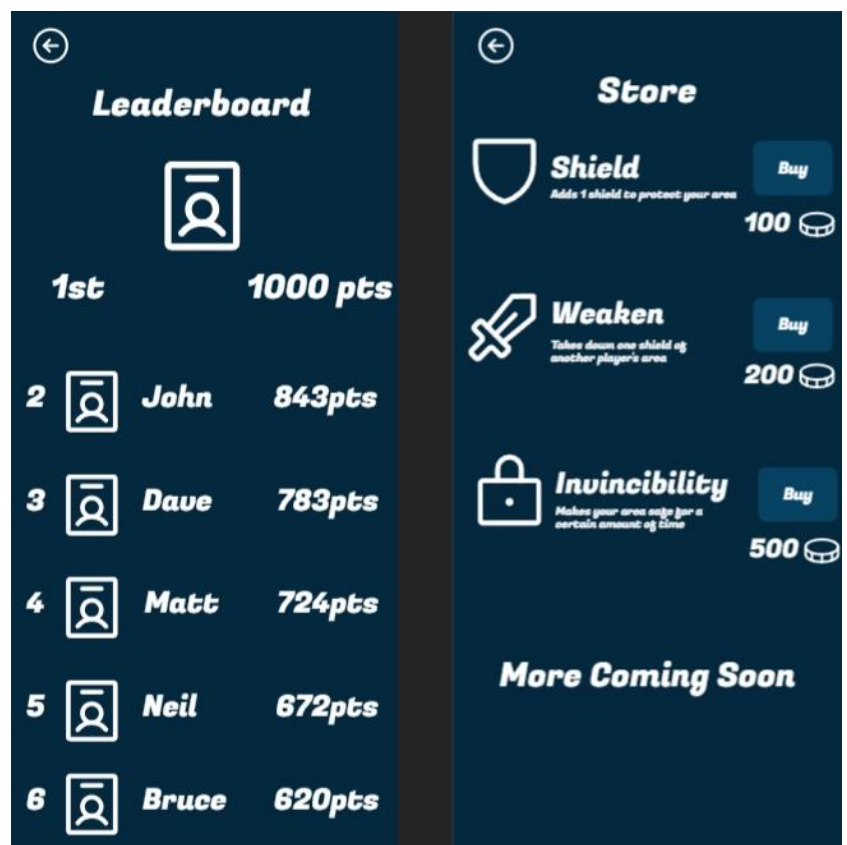 Leaderboard
1st 1000 pts
2 John 843pts
3 Dave 783pts
4 Matt 724pts
5 Neil 672pts
6 Bruce 620pts
Store
Shield
Adds 1 shield to protect your area
Buy
100
Weaken
Takes down one shield of
another player's area
Buy
200
Invincibility
Makes your area safe for a
certain amount of time
Buy
500
More Coming Soon